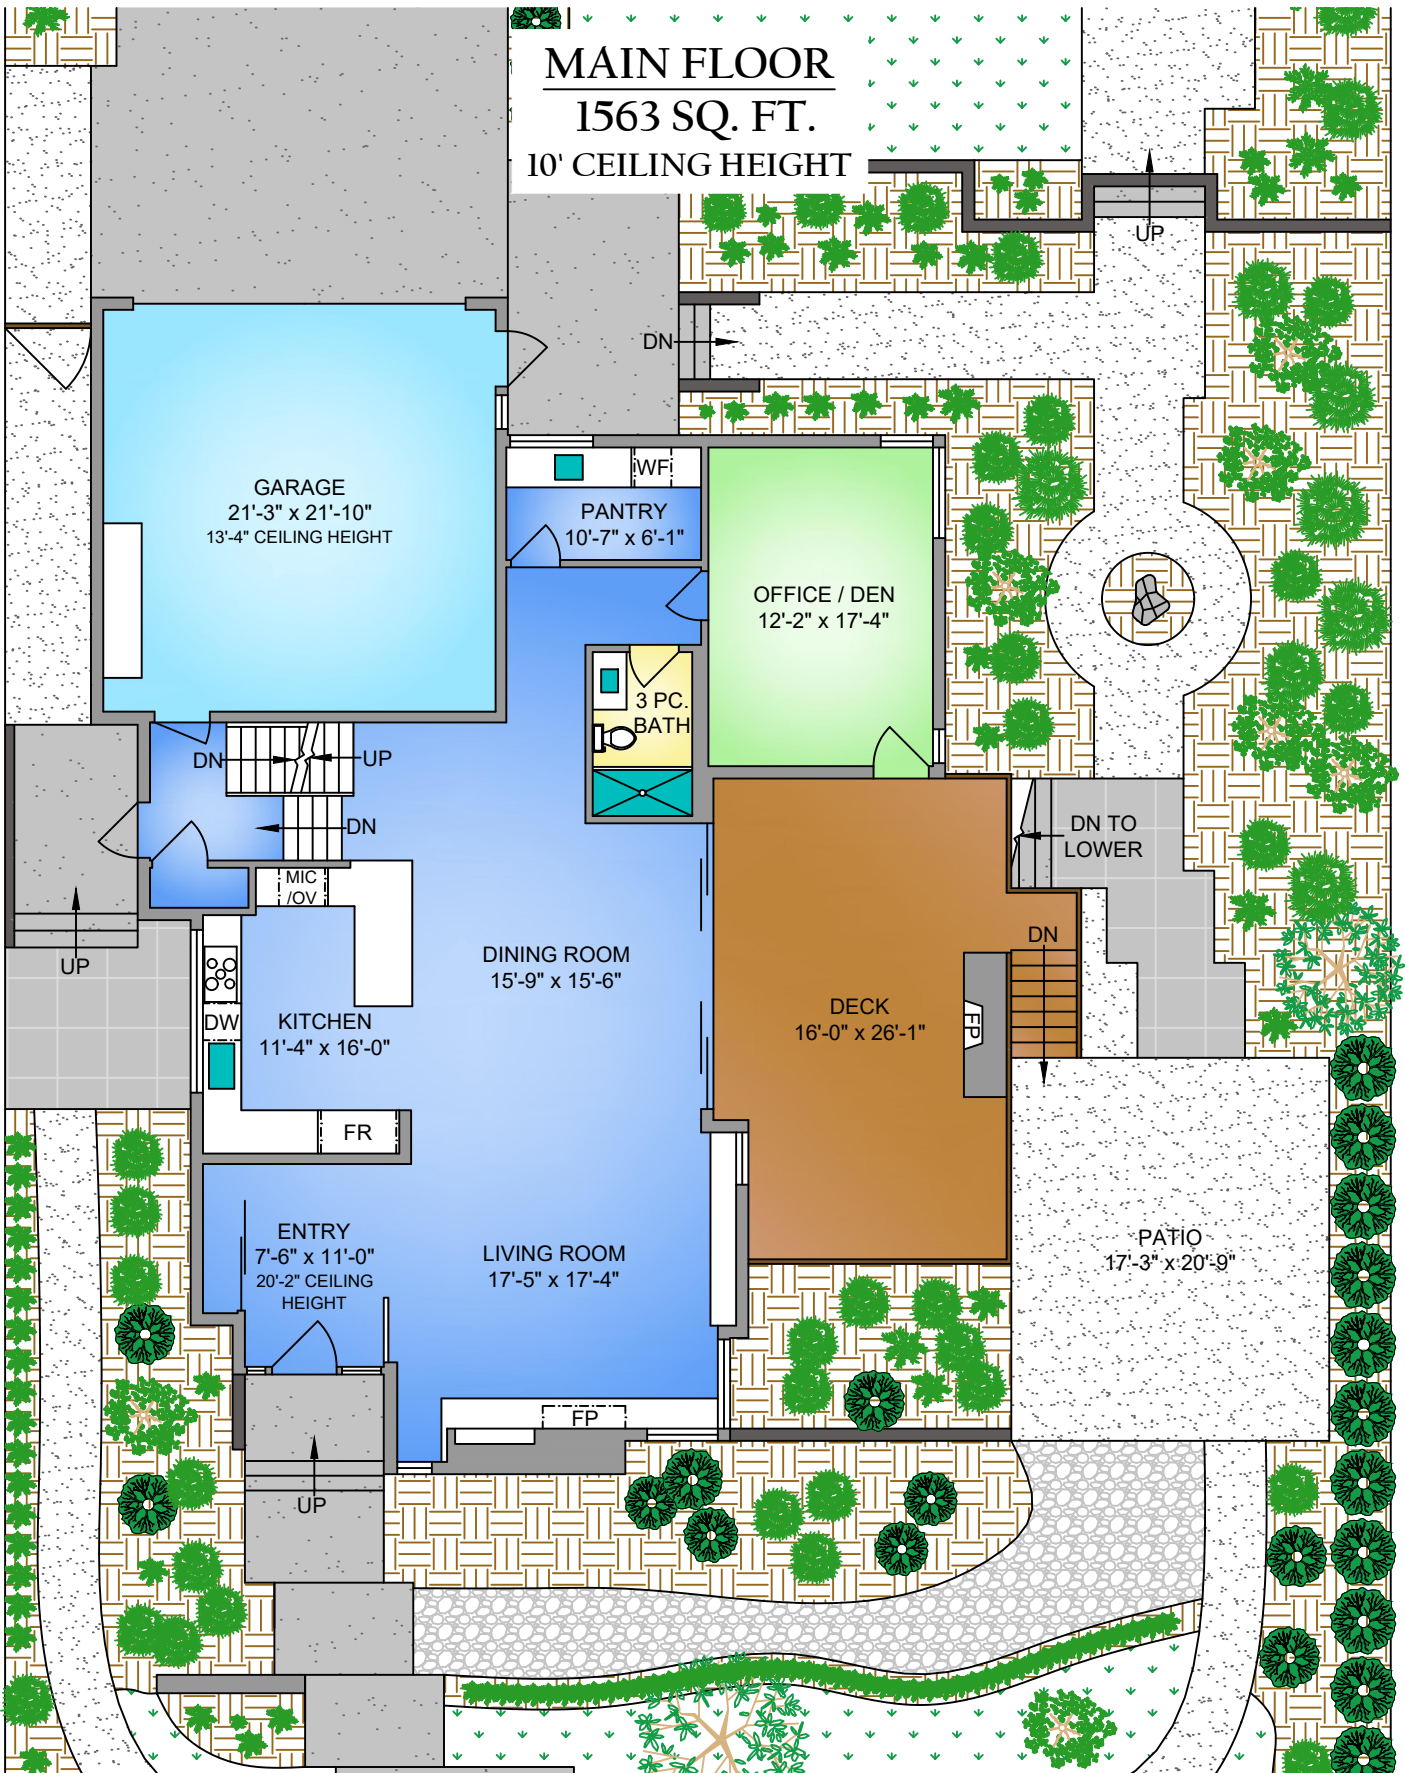 MAIN FLOOR
1563 SQ. FT.
10' CEILING HEIGHT
UP
DN
GARAGE
21'-3" x 21'-10"
13'-4" CEILING HEIGHT
WF
PANTRY
10'-7" x 6'-1"
OFFICE / DEN
12'-2" x 17'-4"
3 PC.
BATH
DN
UP
DN
DN TO
LOWER
MIC
/OV
UP
DINING ROOM
15'-9" x 15'-6"
DN
DECK
16'-0" x 26'-1"
FP
DW
KITCHEN
11'-4" x 16'-0"
FR
ENTRY
7'-6" x 11'-0"
20'-2" CEILING
HEIGHT
LIVING ROOM
17'-5" x 17'-4"
PATIO
17'-3" x 20'-9"
FP
UP